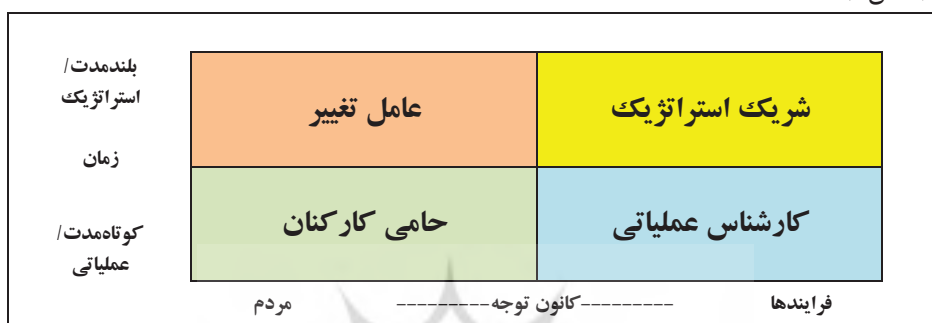 بلندمدت/
استراتژیک
زمان
کوتاه‌مدت/
عملیاتی
شریک استراتژیک
عامل تغییر
کارشناس عملیاتی
حامی کارکنان
فرایندها ---------کانون توجه--------- مردم